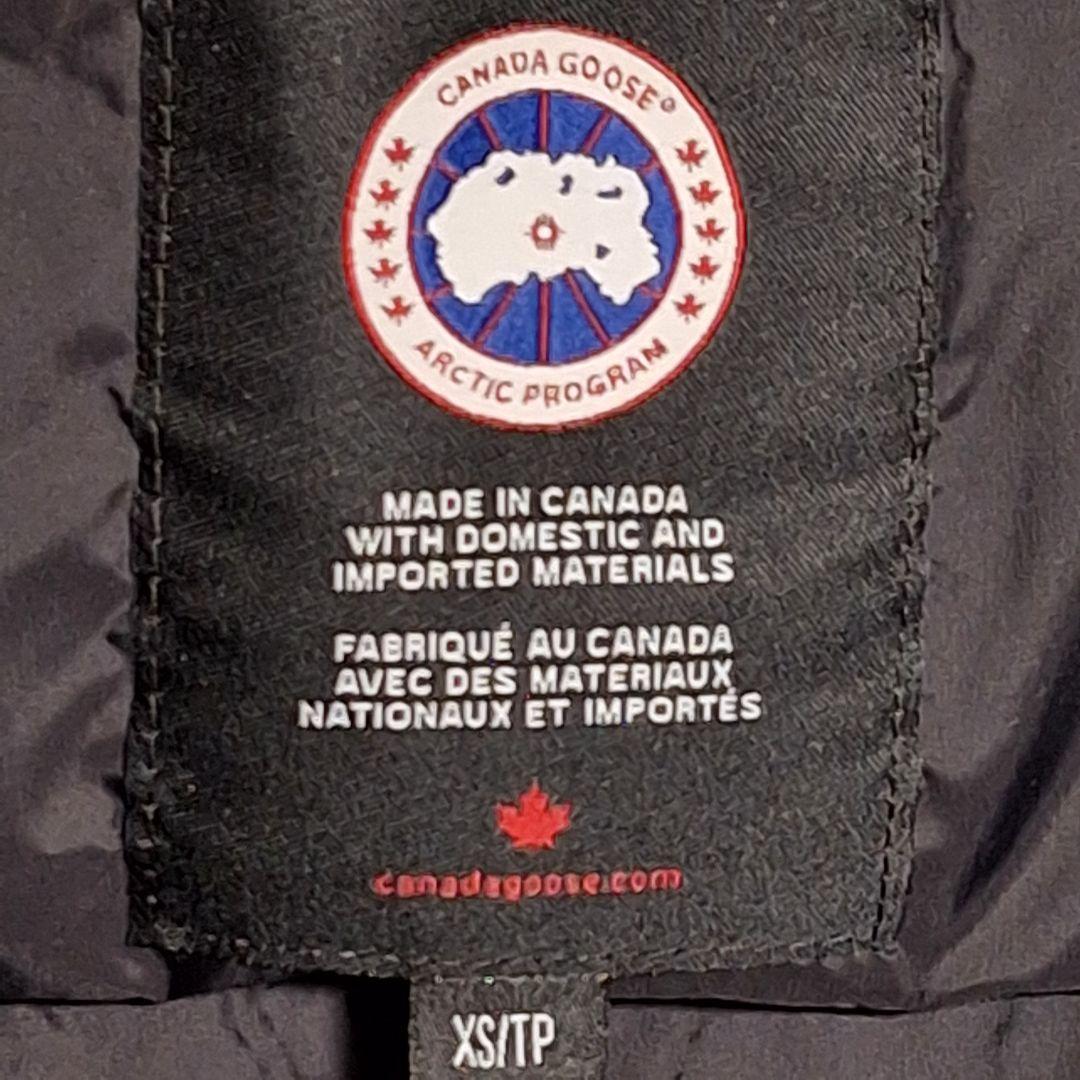 CANADA GOOSE®
ARCTIC PROGRAM
MADE IN CANADA
WITH DOMESTIC AND
IMPORTED MATERIALS
FABRIQUÉ AU CANADA
AVEC DES MATERIAUX
NATIONAUX ET IMPORTÉS
canadagoose.com
XS/TP